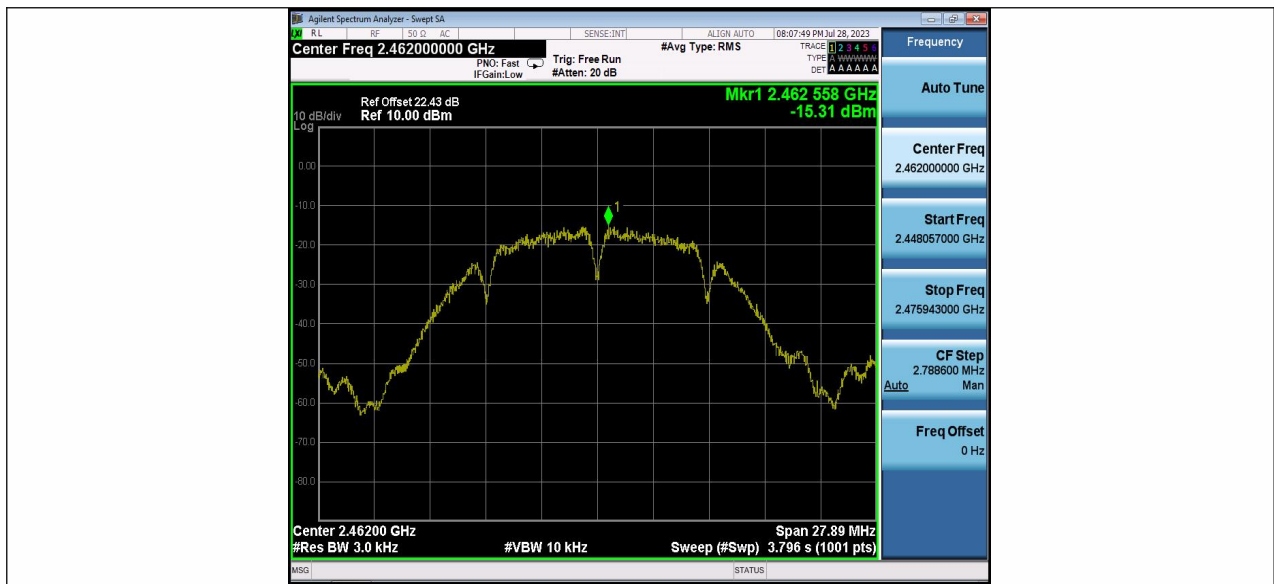 Agilent Spectrum Analyzer - Swept SA
LXI RL RF 50 Ω AC SENSE:INT ALIGN AUTO 08:07:49 PM Jul 28, 2023
Center Freq 2.462000000 GHz #Avg Type: RMS TRACE 1 2 3 4 5 6
PNO: Fast Trig: Free Run TYPE A WWWWW
IFGain:Low #Atten: 20 dB DET A A A A A A
Mkr1 2.462 558 GHz
-15.31 dBm
Ref Offset 22.43 dB
10 dB/div Ref 10.00 dBm
Log
0.00
-10.0
1
-20.0
-30.0
-40.0
-50.0
-60.0
-70.0
-80.0
Center 2.46200 GHz Span 27.89 MHz
#Res BW 3.0 kHz #VBW 10 kHz Sweep (#Swp) 3.796 s (1001 pts)
MSG STATUS
Frequency
Auto Tune
Center Freq
2.462000000 GHz
Start Freq
2.448057000 GHz
Stop Freq
2.475943000 GHz
CF Step
2.788600 MHz
Auto Man
Freq Offset
0 Hz